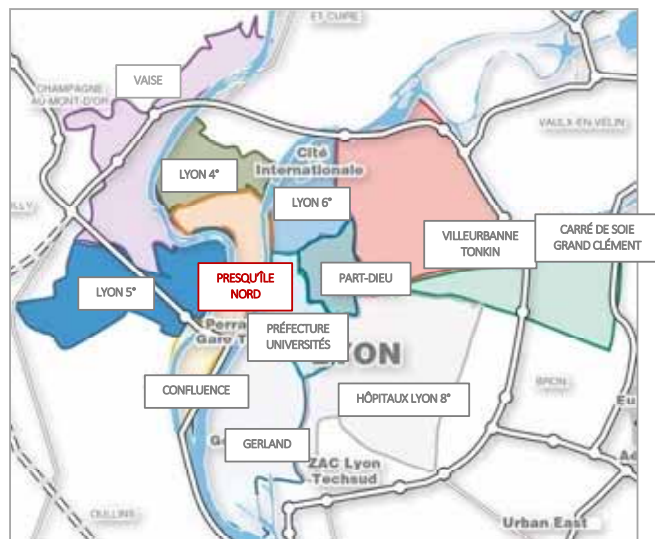 ET CUIRE
VAISE
CHAMPAGNE
AU-MONT-D'OR
VAULX-EN-VELIN
Cité
Internationale
LYON 4°
LYON 6°
VILLEURBANNE
TONKIN
CARRÉ DE SOIE
GRAND CLÉMENT
PRESQU'ÎLE
NORD
PART-DIEU
LYON 5°
PRÉFECTURE
UNIVERSITÉS
LYON
CONFLUENCE
HÔPITAUX LYON 8°
BRON
GERLAND
ZAC Lyon
Techsud
OULLINS
Urban East